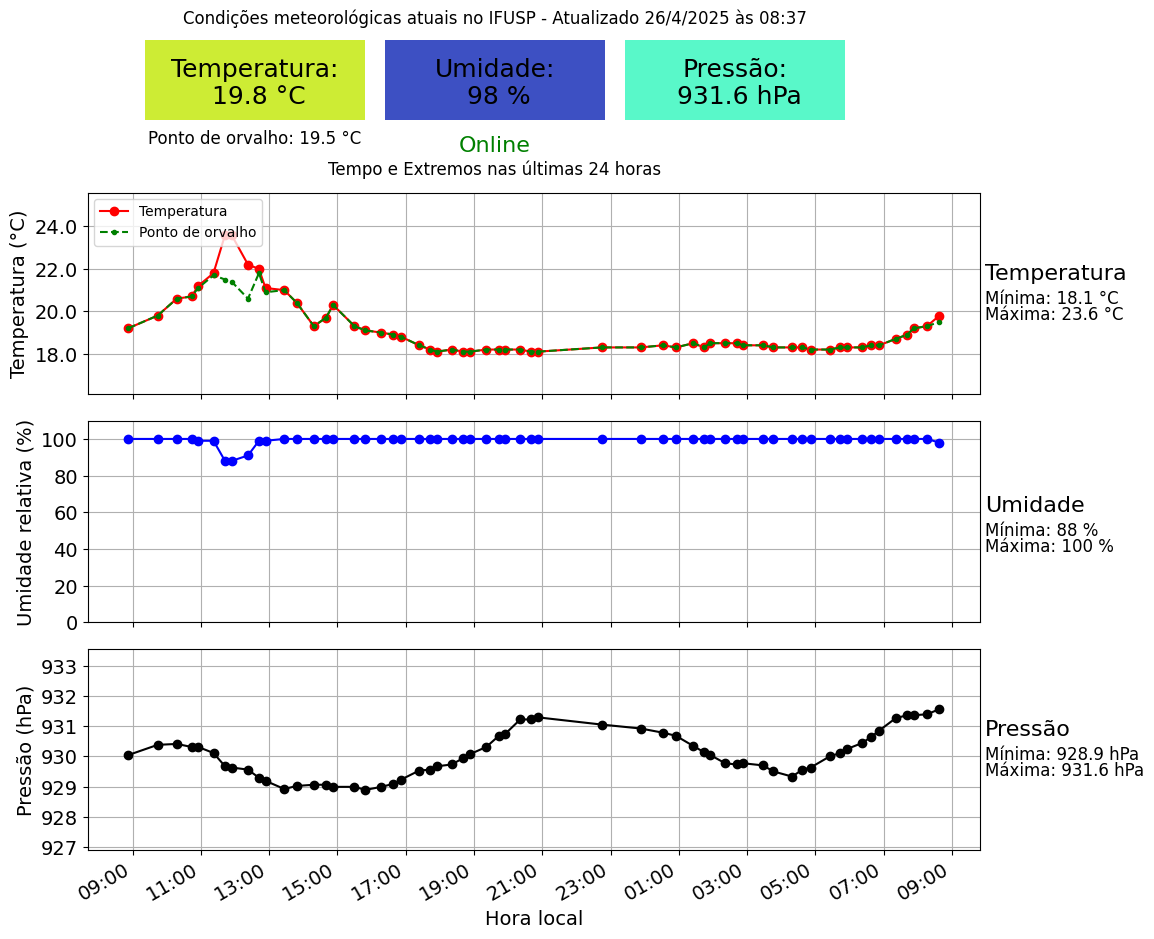 Condições meteorológicas atuais no IFUSP - Atualizado 26/4/2025 às 08:37
Temperatura:
19.8 °C
Umidade:
98 %
Pressão:
931.6 hPa
Ponto de orvalho: 19.5 °C
Online
Tempo e Extremos nas últimas 24 horas
Temperatura (°C)
24.0
22.0
20.0
18.0
Temperatura
Ponto de orvalho
Temperatura
Mínima: 18.1 °C
Máxima: 23.6 °C
Umidade relativa (%)
100
80
60
40
20
0
Umidade
Mínima: 88 %
Máxima: 100 %
Pressão (hPa)
933
932
931
930
929
928
927
Pressão
Mínima: 928.9 hPa
Máxima: 931.6 hPa
09:00
11:00
13:00
15:00
17:00
19:00
21:00
23:00
01:00
03:00
05:00
07:00
09:00
Hora local